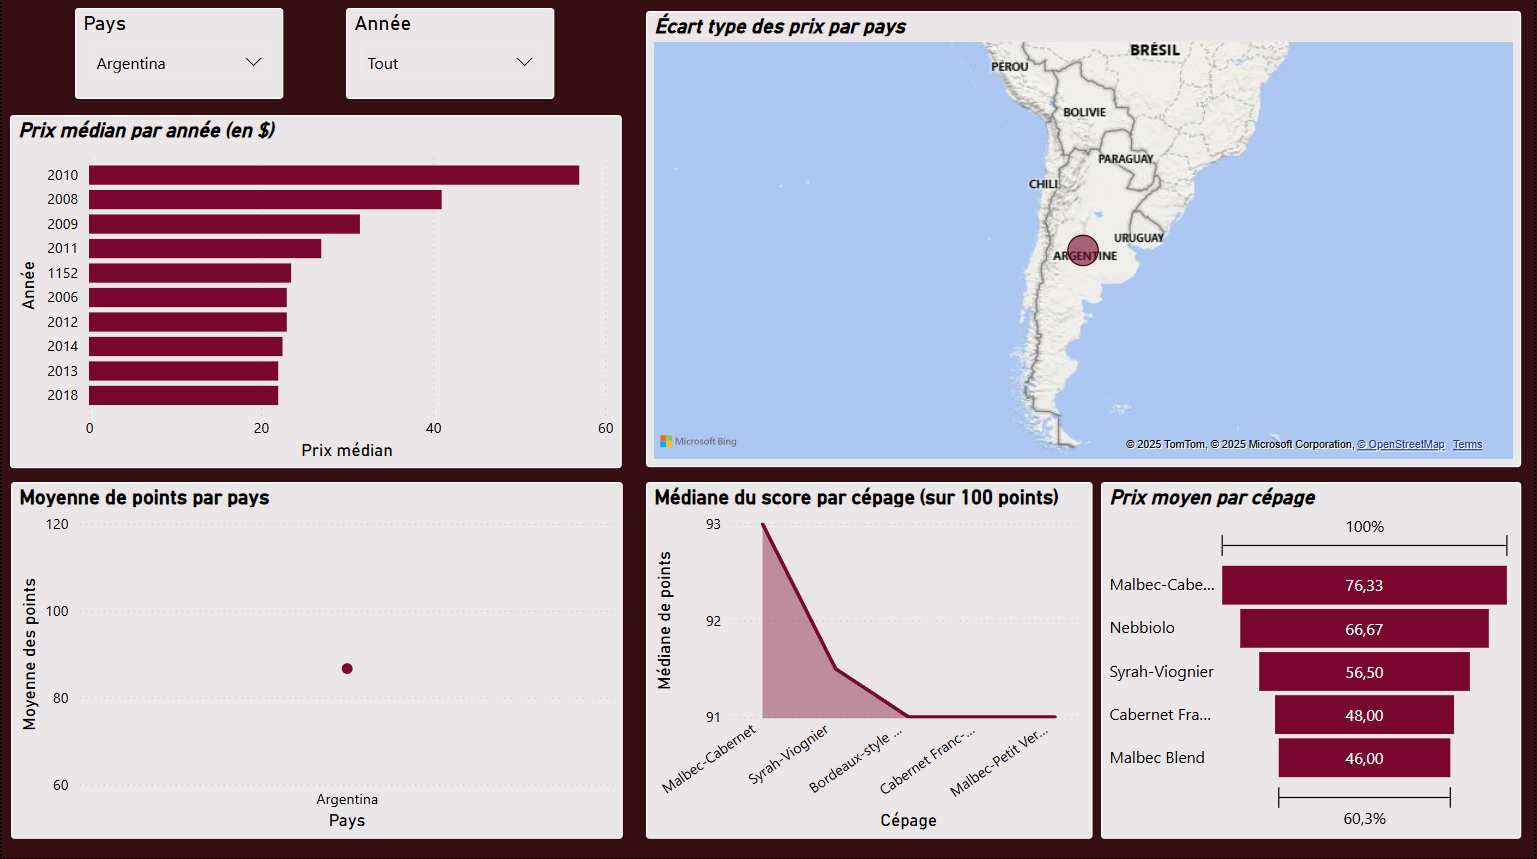 Pays
Argentina
Année
Tout
Prix médian par année (en $)
Année
2010
2008
2009
2011
1152
2006
2012
2014
2013
2018
0
20
40
60
Prix médian
Écart type des prix par pays
BRÉSIL
PÉROU
BOLIVIE
PARAGUAY
CHILI
URUGUAY
ARGENTINE
Microsoft Bing
© 2025 TomTom, © 2025 Microsoft Corporation, © OpenStreetMap Terms
Moyenne de points par pays
Moyenne des points
120
100
80
60
Argentina
Pays
Médiane du score par cépage (sur 100 points)
Médiane de points
93
92
91
Malbec-Cabernet
Syrah-Viognier
Bordeaux-style ...
Cabernet Franc-...
Malbec-Petit Ver...
Cépage
Prix moyen par cépage
100%
Malbec-Cabe... 76,33
Nebbiolo 66,67
Syrah-Viognier 56,50
Cabernet Fra... 48,00
Malbec Blend 46,00
60,3%